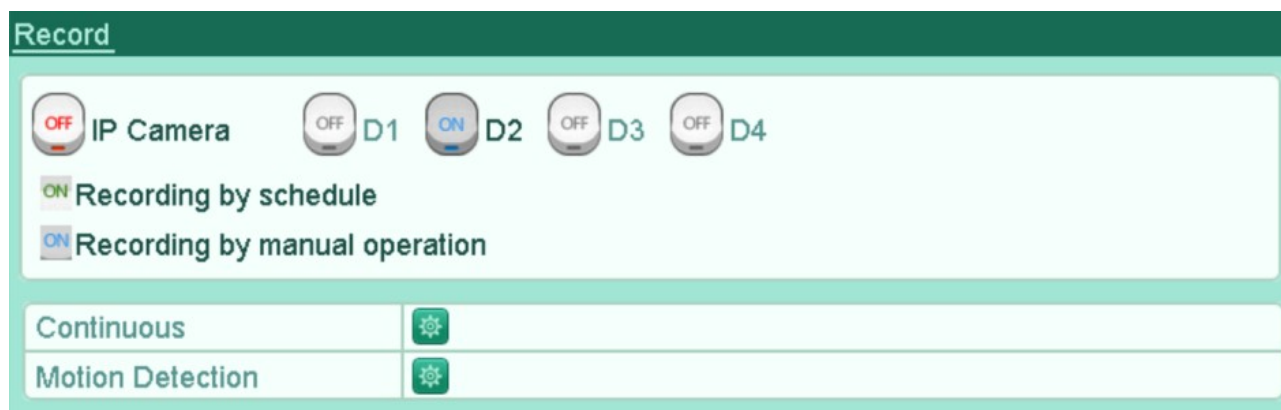 Record
OFF IP Camera OFF D1 ON D2 OFF D3 OFF D4
ON Recording by schedule
ON Recording by manual operation
Continuous
Motion Detection